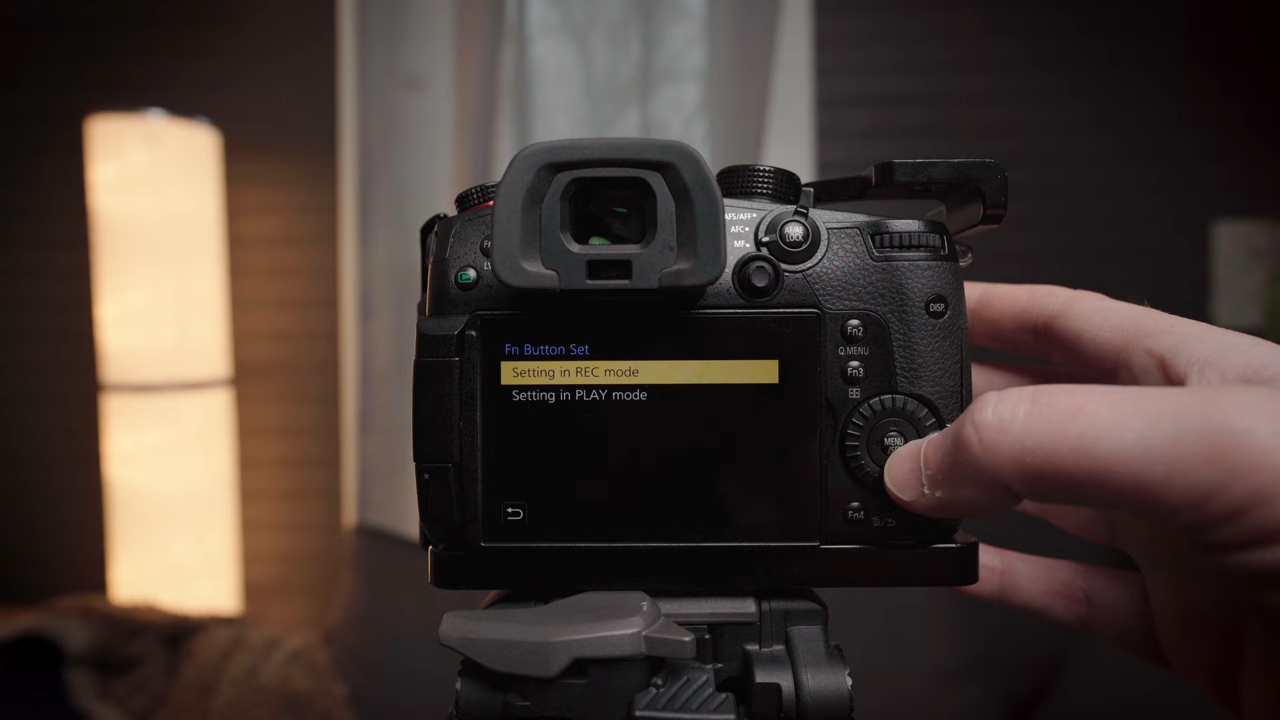 AFS/AFF
AFC
MF
AF/AE
LOCK
DISP.
Fn2
Q.MENU
Fn3
Fn Button Set
Setting in REC mode
Setting in PLAY mode
MENU
Fn4